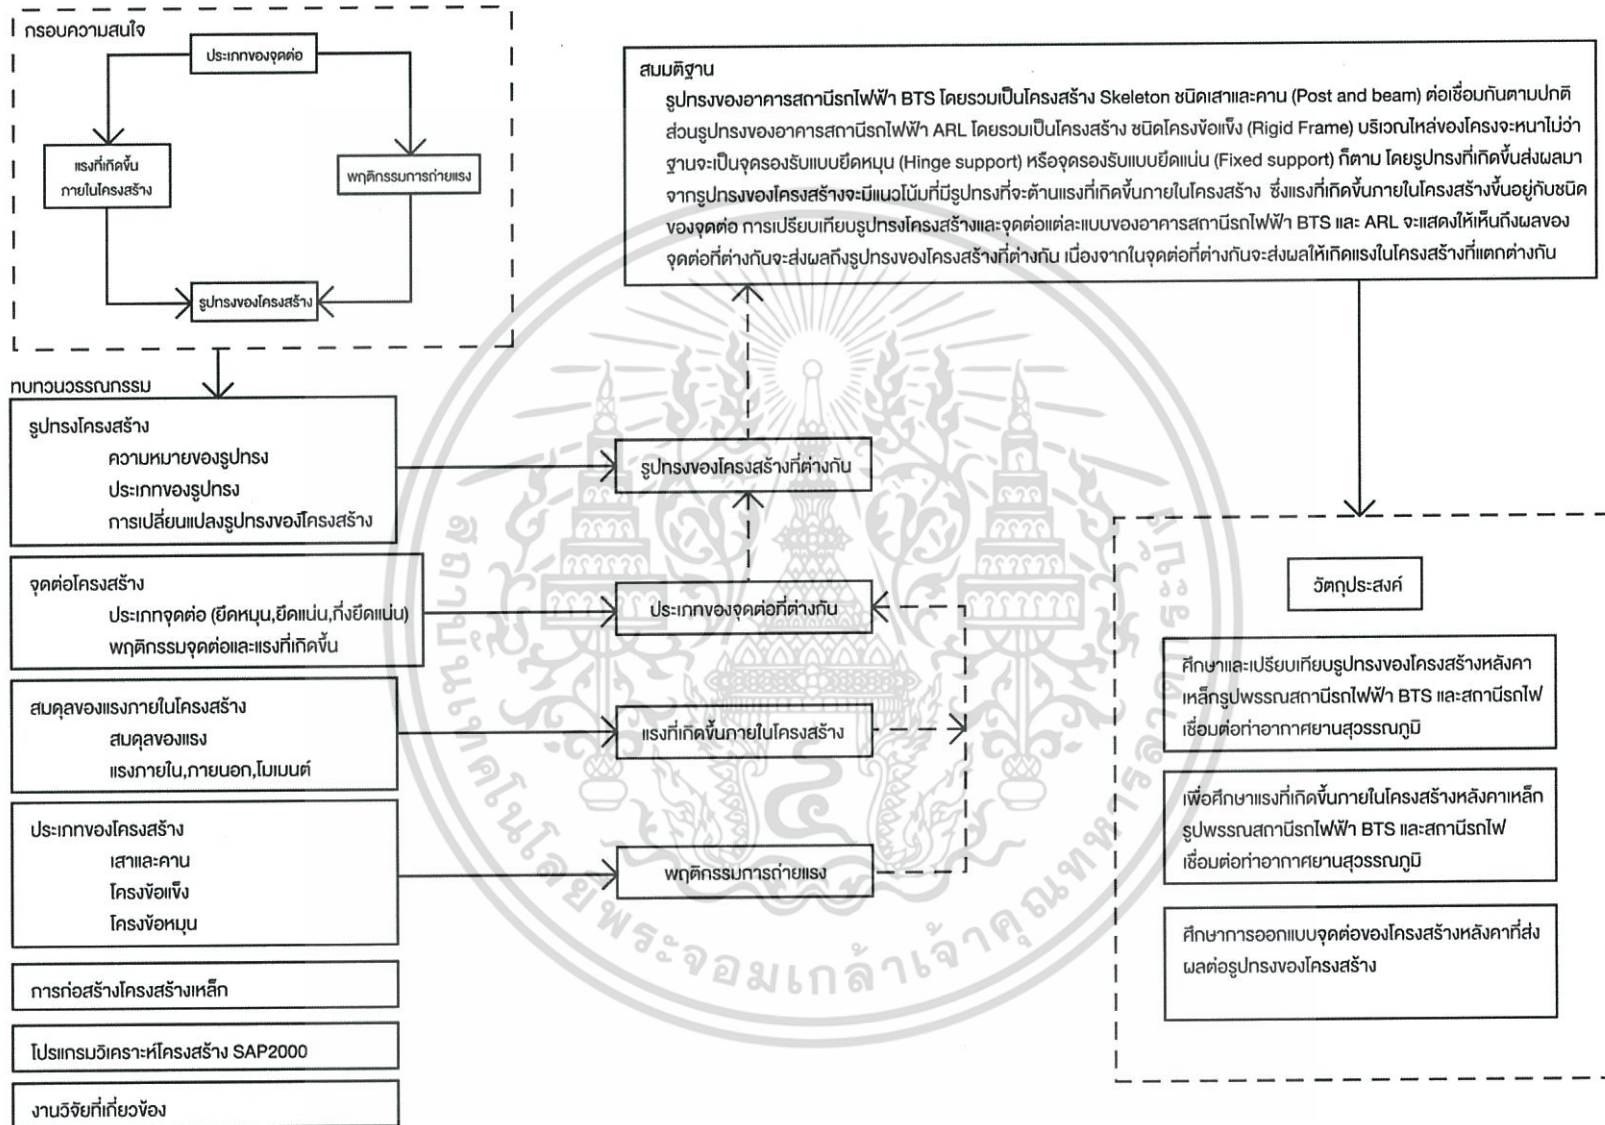 กรอบความสนใจ
ประเภทของจุดต่อ
แรงที่เกิดขึ้น
ภายในโครงสร้าง
พฤติกรรมการถ่ายแรง
รูปทรงของโครงสร้าง
สมมติฐาน
รูปทรงของอาคารสถานีรถไฟฟ้า BTS โดยรวมเป็นโครงสร้าง Skeleton ชนิดเสาและคาน (Post and beam) ต่อเชื่อมกันตามปกติ
ส่วนรูปทรงของอาคารสถานีรถไฟฟ้า ARL โดยรวมเป็นโครงสร้าง ชนิดโครงข้อแข็ง (Rigid Frame) บริเวณไหล่ของโครงจะหนาไม่ว่า
ฐานจะเป็นจุดรองรับแบบยึดหมุน (Hinge support) หรือจุดรองรับแบบยึดแน่น (Fixed support) ก็ตาม โดยรูปทรงที่เกิดขึ้นส่งผลมา
จากรูปทรงของโครงสร้างจะมีแนวโน้มที่มีรูปทรงที่จะต้านแรงที่เกิดขึ้นภายในโครงสร้าง ซึ่งแรงที่เกิดขึ้นภายในโครงสร้างขึ้นอยู่กับชนิด
ของจุดต่อ การเปรียบเทียบรูปทรงโครงสร้างและจุดต่อแต่ละแบบของอาคารสถานีรถไฟฟ้า BTS และ ARL จะแสดงให้เห็นถึงผลของ
จุดต่อที่ต่างกันจะส่งผลถึงรูปทรงของโครงสร้างที่ต่างกัน เนื่องจากในจุดต่อที่ต่างกันจะส่งผลให้เกิดแรงในโครงสร้างที่แตกต่างกัน
ทบทวนวรรณกรรม
รูปทรงโครงสร้าง
ความหมายของรูปทรง
ประเภทของรูปทรง
การเปลี่ยนแปลงรูปทรงของโครงสร้าง
จุดต่อโครงสร้าง
ประเภทจุดต่อ (ยึดหมุน,ยึดแน่น,กึ่งยึดแน่น)
พฤติกรรมจุดต่อและแรงที่เกิดขึ้น
สมดุลของแรงภายในโครงสร้าง
สมดุลของแรง
แรงภายใน,ภายนอก,โมเมนต์
ประเภทของโครงสร้าง
เสาและคาน
โครงข้อแข็ง
โครงข้อหมุน
การก่อสร้างโครงสร้างเหล็ก
โปรแกรมวิเคราะห์โครงสร้าง SAP2000
งานวิจัยที่เกี่ยวข้อง
รูปทรงของโครงสร้างที่ต่างกัน
ประเภทของจุดต่อที่ต่างกัน
แรงที่เกิดขึ้นภายในโครงสร้าง
พฤติกรรมการถ่ายแรง
วัตถุประสงค์
ศึกษาและเปรียบเทียบรูปทรงของโครงสร้างหลังคา
เหล็กรูปพรรณสถานีรถไฟฟ้า BTS และสถานีรถไฟ
เชื่อมต่อท่าอากาศยานสุวรรณภูมิ
เพื่อศึกษาแรงที่เกิดขึ้นภายในโครงสร้างหลังคาเหล็ก
รูปพรรณสถานีรถไฟฟ้า BTS และสถานีรถไฟ
เชื่อมต่อท่าอากาศยานสุวรรณภูมิ
ศึกษาการออกแบบจุดต่อของโครงสร้างหลังคาที่ส่ง
ผลต่อรูปทรงของโครงสร้าง
สถาบันเทคโนโลยีพระจอมเกล้าเจ้าคุณทหารลาดกระบัง